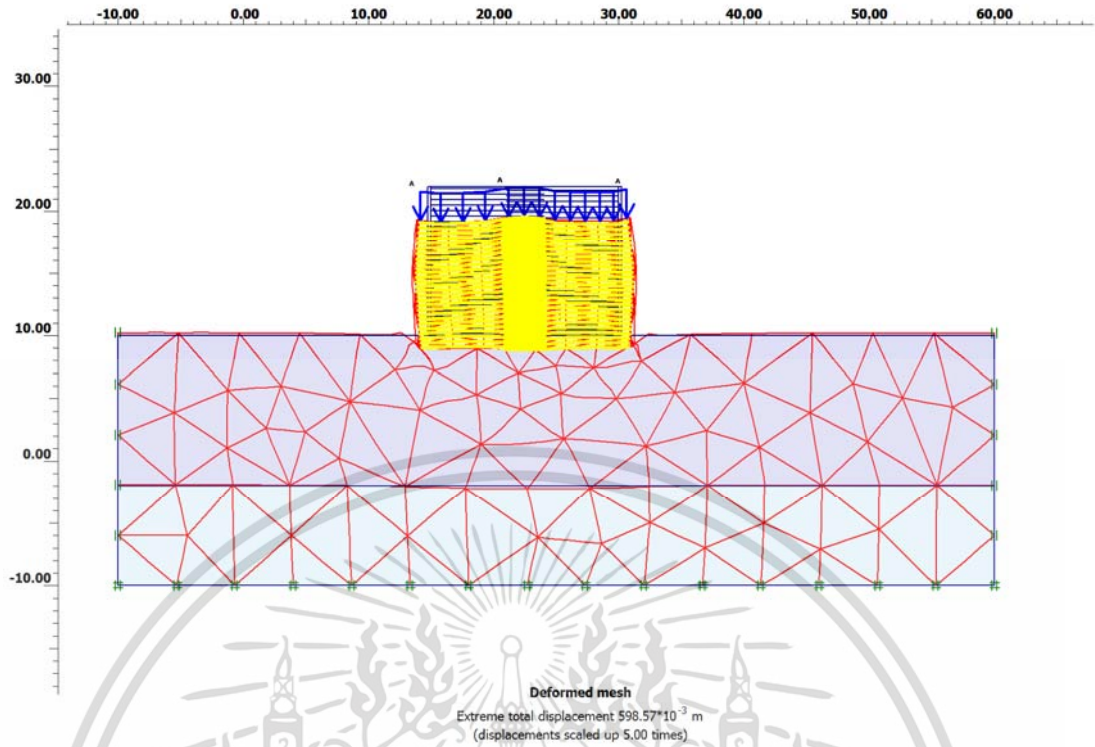 -10.00 0.00 10.00 20.00 30.00 40.00 50.00 60.00
30.00
20.00
10.00
0.00
-10.00
A A A
Deformed mesh
Extreme total displacement 598.57*10⁻³ m
(displacements scaled up 5.00 times)